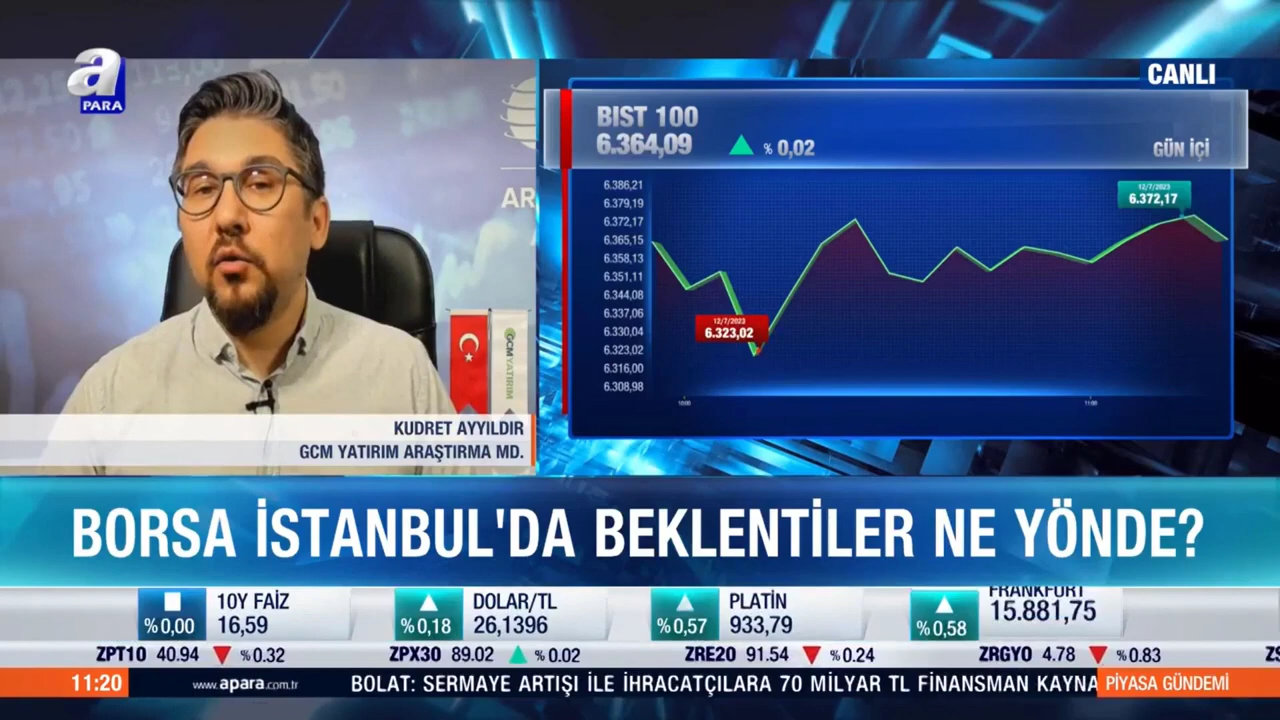 a
PARA
AR
GCM YATIRIM
KUDRET AYYILDIR
GCM YATIRIM ARAŞTIRMA MD.
CANLI
BIST 100
6.364,09
% 0,02
GÜN İÇİ
6.386,21
6.379,19
6.372,17
6.365,15
6.358,13
6.351,11
6.344,08
6.337,06
6.330,04
6.323,02
6.316,00
6.308,98
12/7/2023
6.323,02
12/7/2023
6.372,17
10:00
11:00
BORSA İSTANBUL'DA BEKLENTİLER NE YÖNDE?
% 0,00
10Y FAİZ
16,59
% 0,18
DOLAR/TL
26,1396
% 0,57
PLATİN
933,79
% 0,58
FRANKFURT
15.881,75
ZPT10 40.94 %0.32 ZPX30 89.02 % 0.02 ZRE20 91.54 % 0.24 ZRGYO 4.78 %0.83 ZS
11:20 www.apara.com.tr BOLAT: SERMAYE ARTIŞI İLE İHRACATÇILARA 70 MİLYAR TL FİNANSMAN KAYNA PİYASA GÜNDEMİ